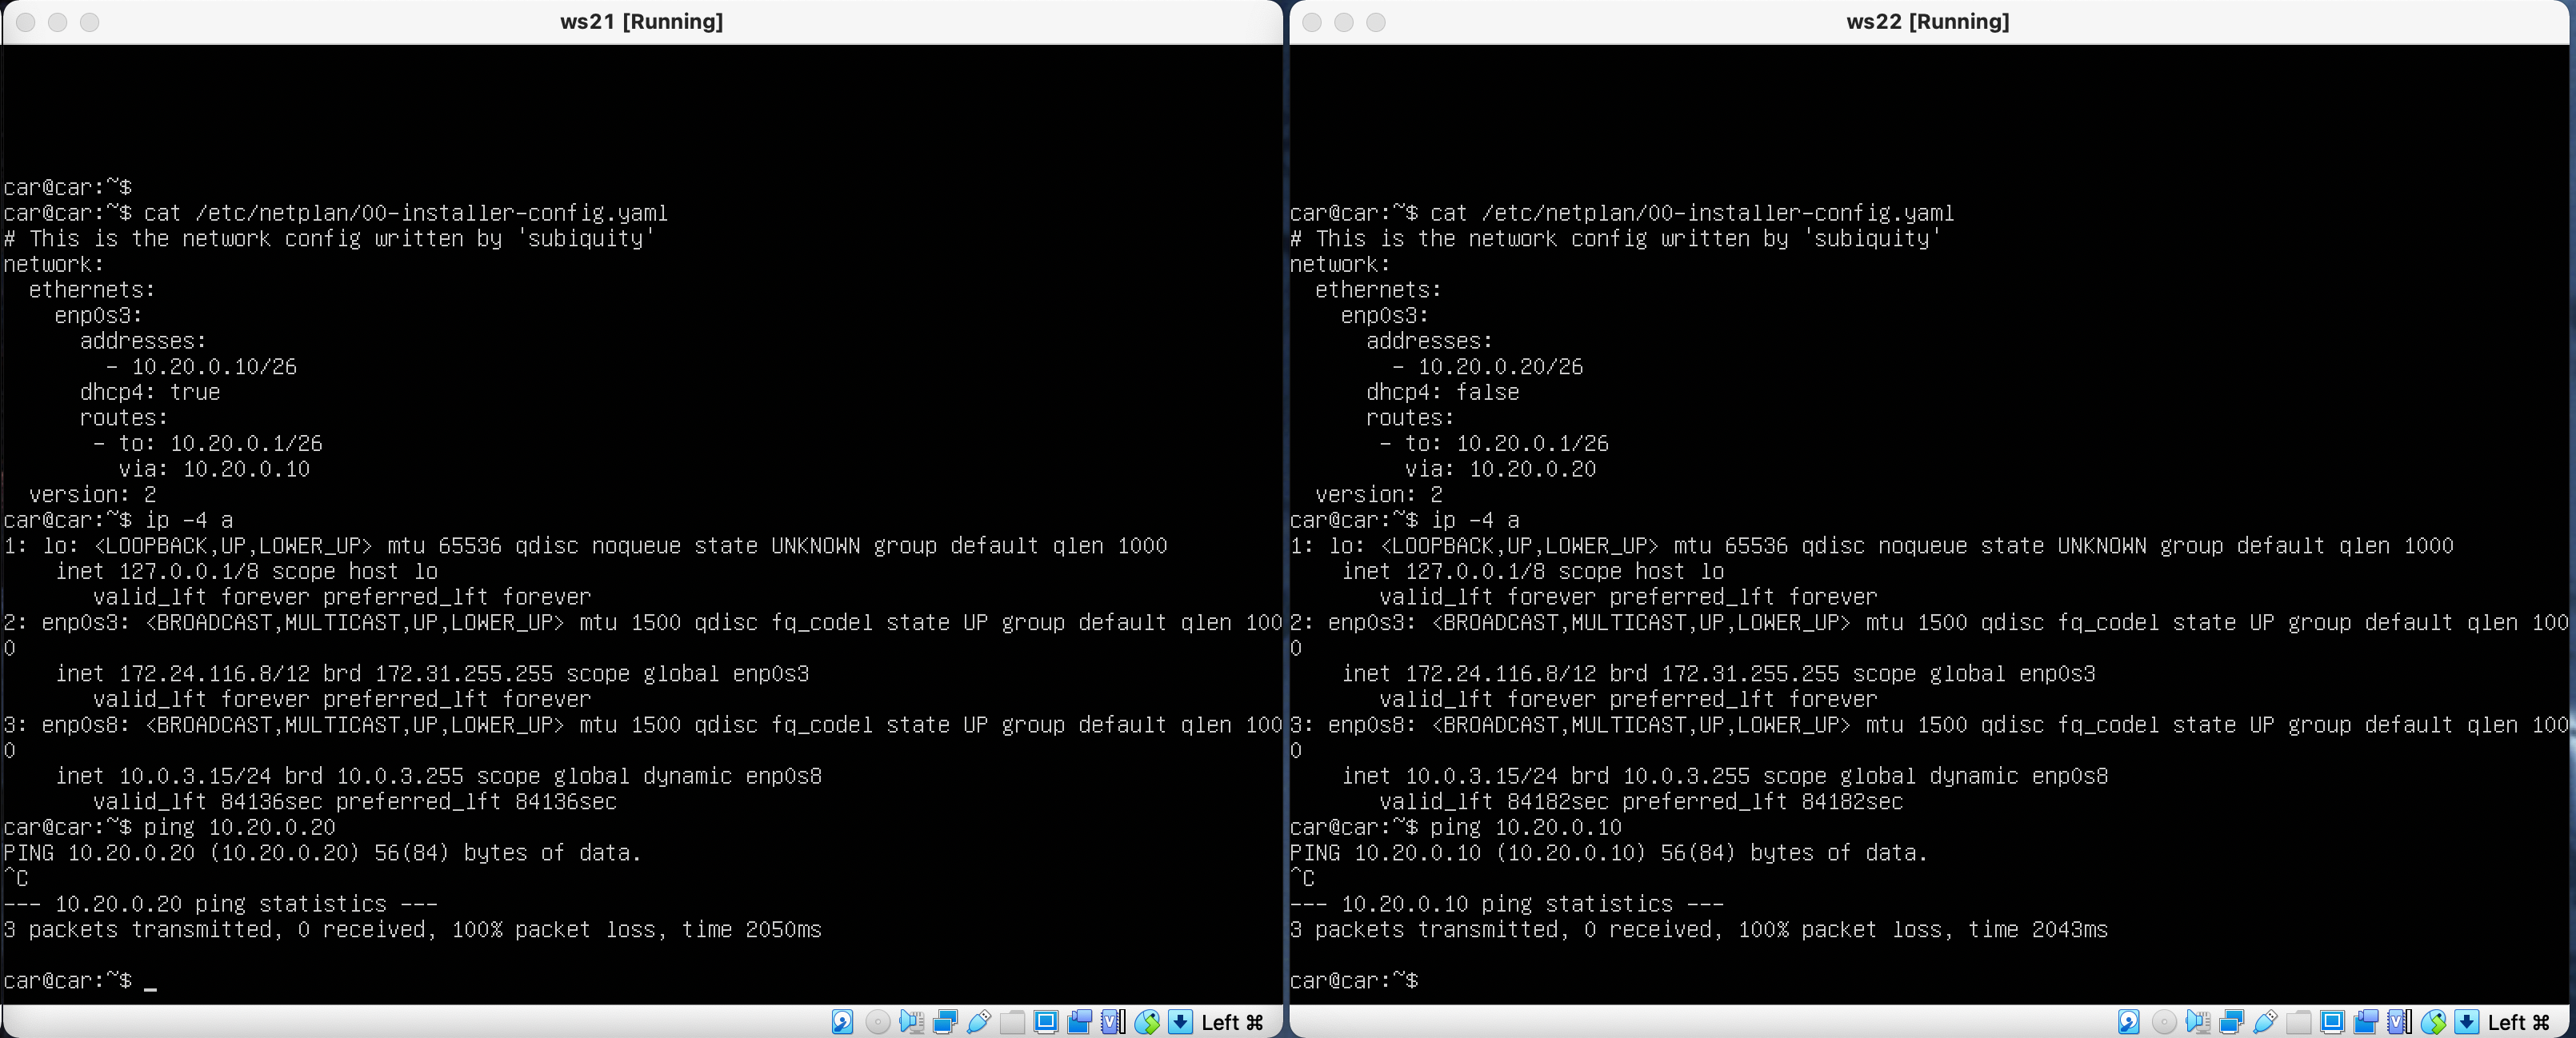 ws21 [Running]
car@car:~$
car@car:~$ cat /etc/netplan/00-installer-config.yaml
# This is the network config written by 'subiquity'
network:
  ethernets:
    enp0s3:
      addresses:
        - 10.20.0.10/26
      dhcp4: true
      routes:
       - to: 10.20.0.1/26
         via: 10.20.0.10
  version: 2
car@car:~$ ip -4 a
1: lo: <LOOPBACK,UP,LOWER_UP> mtu 65536 qdisc noqueue state UNKNOWN group default qlen 1000
    inet 127.0.0.1/8 scope host lo
       valid_lft forever preferred_lft forever
2: enp0s3: <BROADCAST,MULTICAST,UP,LOWER_UP> mtu 1500 qdisc fq_codel state UP group default qlen 100
0
    inet 172.24.116.8/12 brd 172.31.255.255 scope global enp0s3
       valid_lft forever preferred_lft forever
3: enp0s8: <BROADCAST,MULTICAST,UP,LOWER_UP> mtu 1500 qdisc fq_codel state UP group default qlen 100
0
    inet 10.0.3.15/24 brd 10.0.3.255 scope global dynamic enp0s8
       valid_lft 84136sec preferred_lft 84136sec
car@car:~$ ping 10.20.0.20
PING 10.20.0.20 (10.20.0.20) 56(84) bytes of data.
^C
--- 10.20.0.20 ping statistics ---
3 packets transmitted, 0 received, 100% packet loss, time 2050ms
car@car:~$ _
Left ⌘
ws22 [Running]
car@car:~$ cat /etc/netplan/00-installer-config.yaml
# This is the network config written by 'subiquity'
network:
  ethernets:
    enp0s3:
      addresses:
        - 10.20.0.20/26
      dhcp4: false
      routes:
       - to: 10.20.0.1/26
         via: 10.20.0.20
  version: 2
car@car:~$ ip -4 a
1: lo: <LOOPBACK,UP,LOWER_UP> mtu 65536 qdisc noqueue state UNKNOWN group default qlen 1000
    inet 127.0.0.1/8 scope host lo
       valid_lft forever preferred_lft forever
2: enp0s3: <BROADCAST,MULTICAST,UP,LOWER_UP> mtu 1500 qdisc fq_codel state UP group default qlen 100
0
    inet 172.24.116.8/12 brd 172.31.255.255 scope global enp0s3
       valid_lft forever preferred_lft forever
3: enp0s8: <BROADCAST,MULTICAST,UP,LOWER_UP> mtu 1500 qdisc fq_codel state UP group default qlen 100
0
    inet 10.0.3.15/24 brd 10.0.3.255 scope global dynamic enp0s8
       valid_lft 84182sec preferred_lft 84182sec
car@car:~$ ping 10.20.0.10
PING 10.20.0.10 (10.20.0.10) 56(84) bytes of data.
^C
--- 10.20.0.10 ping statistics ---
3 packets transmitted, 0 received, 100% packet loss, time 2043ms
car@car:~$
Left ⌘